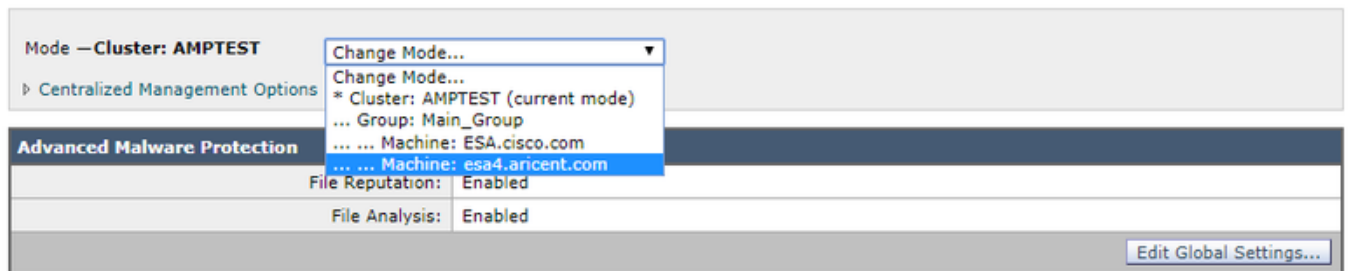 Mode —Cluster: AMPTEST
Change Mode... ▼
Change Mode...
▷ Centralized Management Options
* Cluster: AMPTEST (current mode)
... Group: Main_Group
... ... Machine: ESA.cisco.com
... ... Machine: esa4.aricent.com
Advanced Malware Protection
File Reputation: Enabled
File Analysis: Enabled
Edit Global Settings...